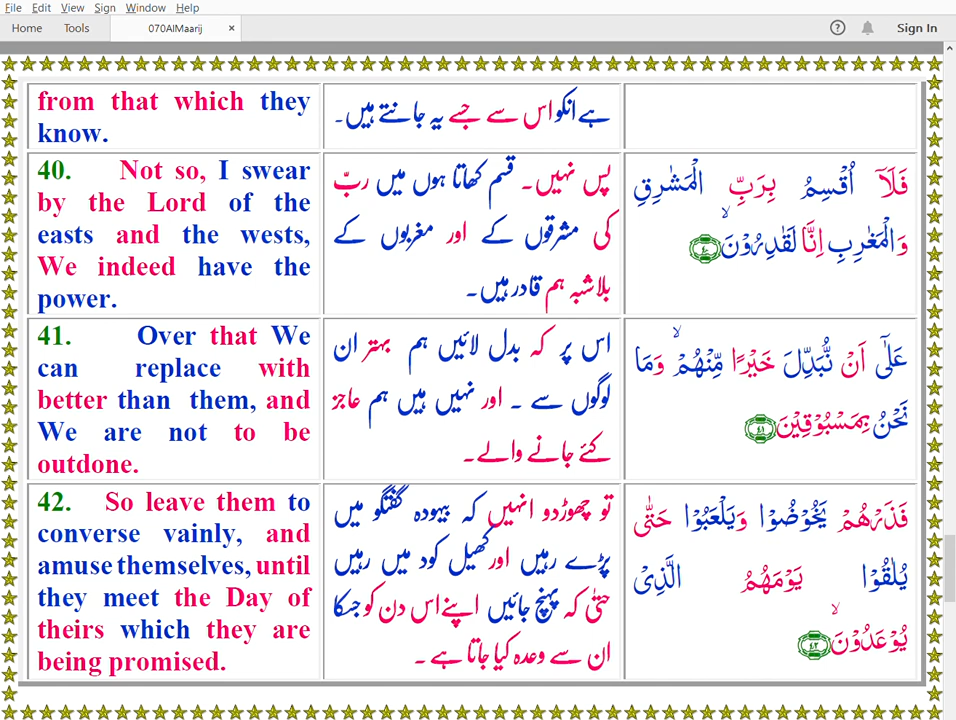 File Edit View Sign Window Help
Home Tools 070AlMaarij × Sign In
from that which they
know.
ہے انکو اس سے جسے یہ جانتے ہیں۔
40. Not so, I swear
by the Lord of the
easts and the wests,
We indeed have the
power.
پس نہیں۔ قسم کھاتا ہوں میں ربّ
کی مشرقوں کے اور مغربوں کے
بلاشبہ ہم قادر ہیں۔
فَلَاۤ اُقْسِمُ بِرَبِّ الْمَشٰرِقِ
وَالْمَغٰرِبِ اِنَّا لَقٰدِرُوْنَۙ ﴿۴۰﴾
41. Over that We
can replace with
better than them, and
We are not to be
outdone.
اس پر کہ بدل لائیں ہم بہتر ان
لوگوں سے ۔ اور نہیں ہیں ہم عاجز
کئے جانے والے۔
عَلٰۤی اَنْ نُّبَدِّلَ خَیْرًا مِّنْهُمْۙ وَمَا
نَحْنُ بِمَسْبُوْقِیْنَ ﴿۴۱﴾
42. So leave them to
converse vainly, and
amuse themselves, until
they meet the Day of
theirs which they are
being promised.
تو چھوڑدو انہیں کہ بیہودہ گفتگو میں
پڑے رہیں اور کھیل کود میں رہیں
حتیٰ کہ پہنچ جائیں اپنے اس دن کو جسکا
ان سے وعدہ کیا جاتا ہے ۔
فَذَرْهُمْ یَخُوْضُوْا وَیَلْعَبُوْا حَتّٰی
یُلٰقُوْا یَوْمَهُمُ الَّذِیْ
یُوْعَدُوْنَۙ ﴿۴۲﴾